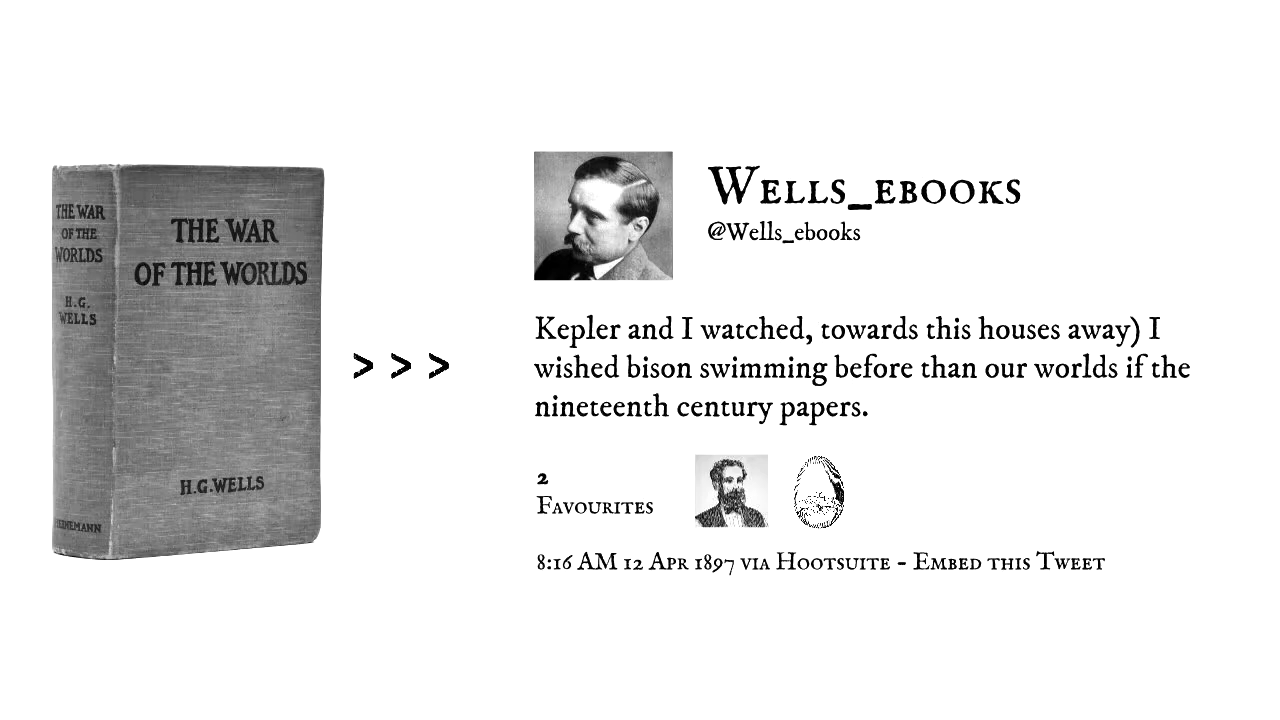 THE WAR
OF THE
WORLDS
H.G.
WELLS
THE WAR
OF THE WORLDS
H.G.WELLS
> > >
Wells_ebooks
@Wells_ebooks
Kepler and I watched, towards this houses away) I
wished bison swimming before than our worlds if the
nineteenth century papers.
2
Favourites
8:16 AM 12 Apr 1897 via Hootsuite - Embed this Tweet